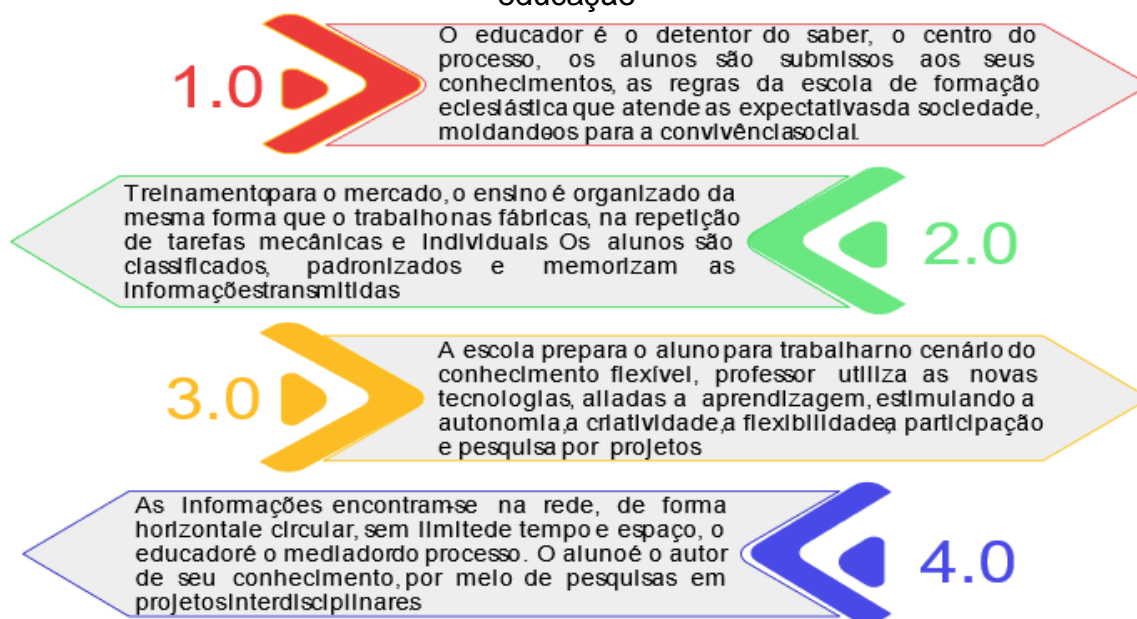 educação
O educador é o detentor do saber, o centro do
processo, os alunos são submissos aos seus
conhecimentos, as regras da escola de formação
eclesiástica que atende as expectativasda sociedade,
moldandoos para a convivênciasocial.
1.0
Treinamentopara o mercado, o ensino é organizado da
mesma forma que o trabalhonas fábricas, na repetição
de tarefas mecânicas e individuais Os alunos são
classificados, padronizados e memorizam as
informaçõestransmitidas
2.0
A escola prepara o alunopara trabalharno cenário do
conhecimento flexível, professor utiliza as novas
tecnologias, aliadas a aprendizagem, estimulando a
autonomia,a criatividade,a flexibilidadea participação
e pesquisa por projetos
3.0
As informações encontram-se na rede, de forma
horizontale circular, sem limitede tempo e espaço, o
educadoré o mediadordo processo. O alunoé o autor
de seu conhecimento, por meio de pesquisas em
projetosinterdisciplinares
4.0